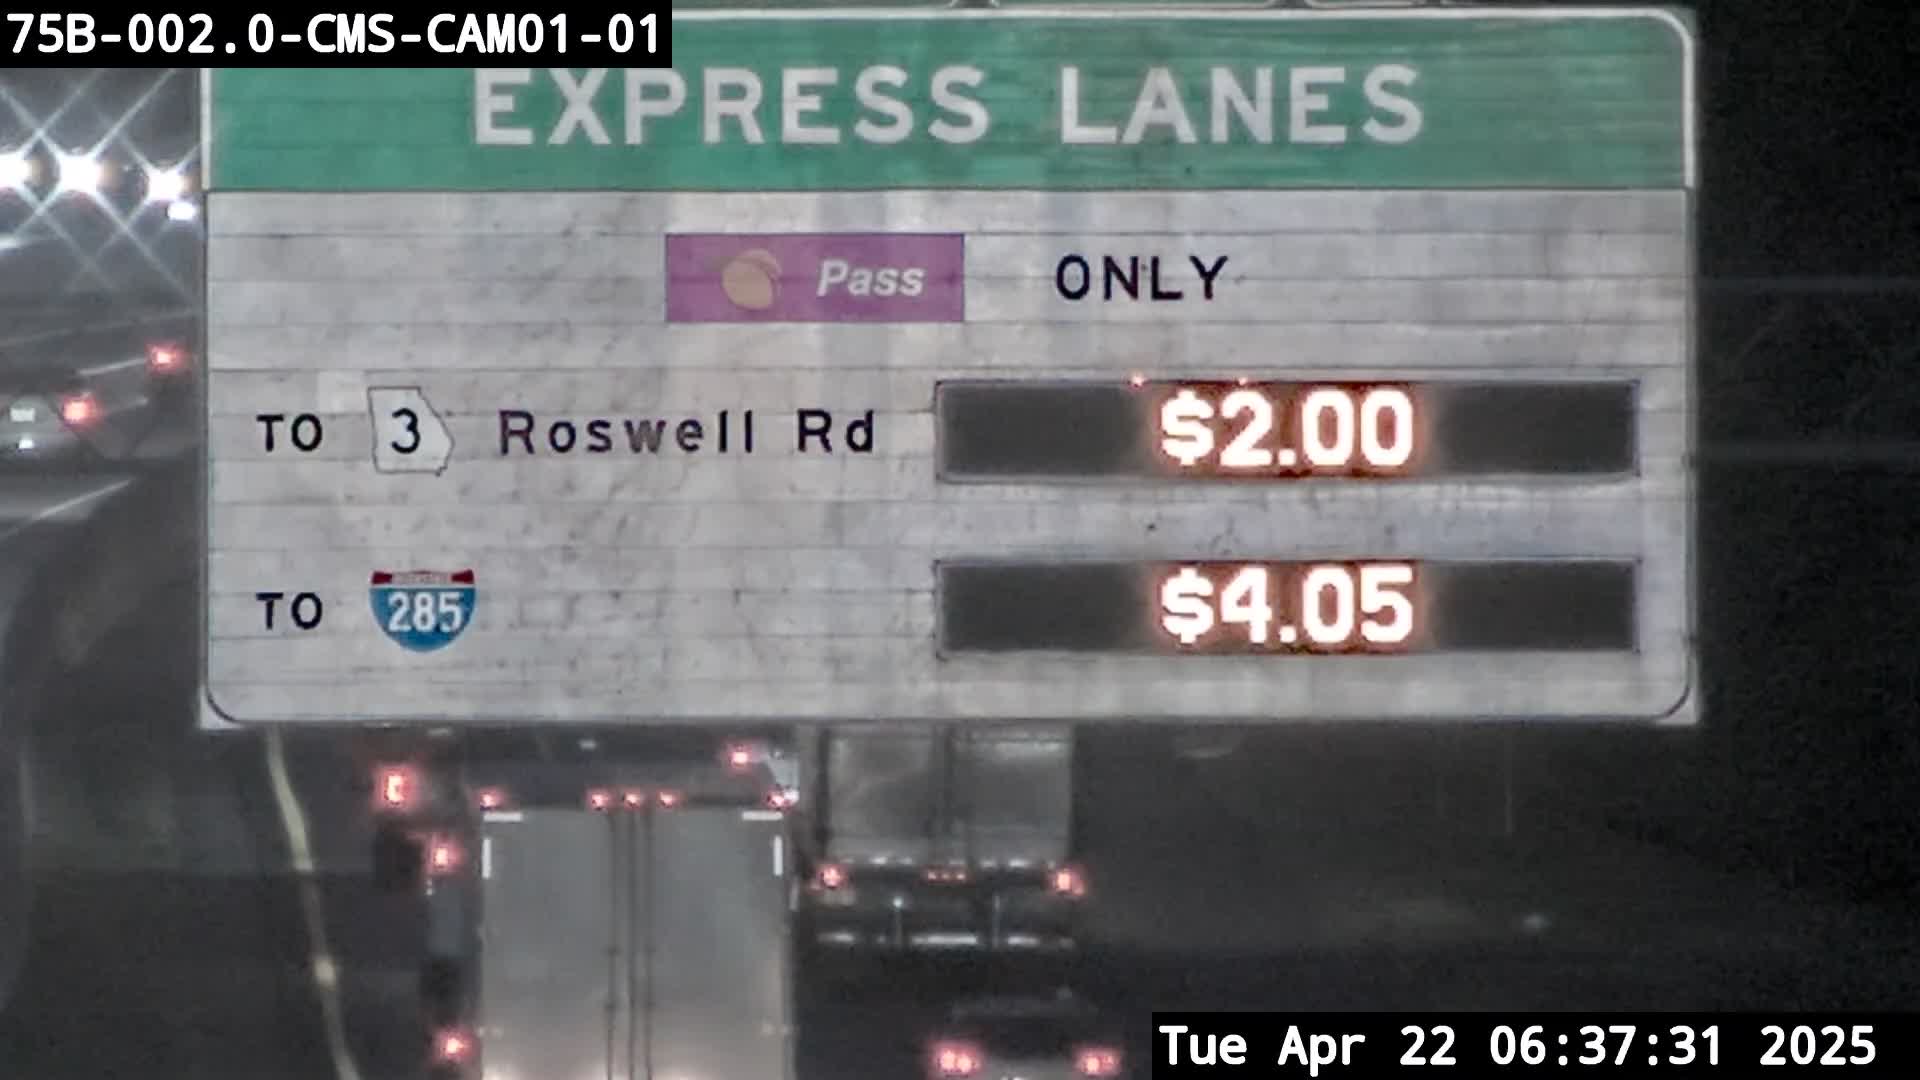 75B-002.0-CMS-CAM01-01
EXPRESS LANES
Pass ONLY
TO 3 Roswell Rd $2.00
TO 285 $4.05
Tue Apr 22 06:37:31 2025